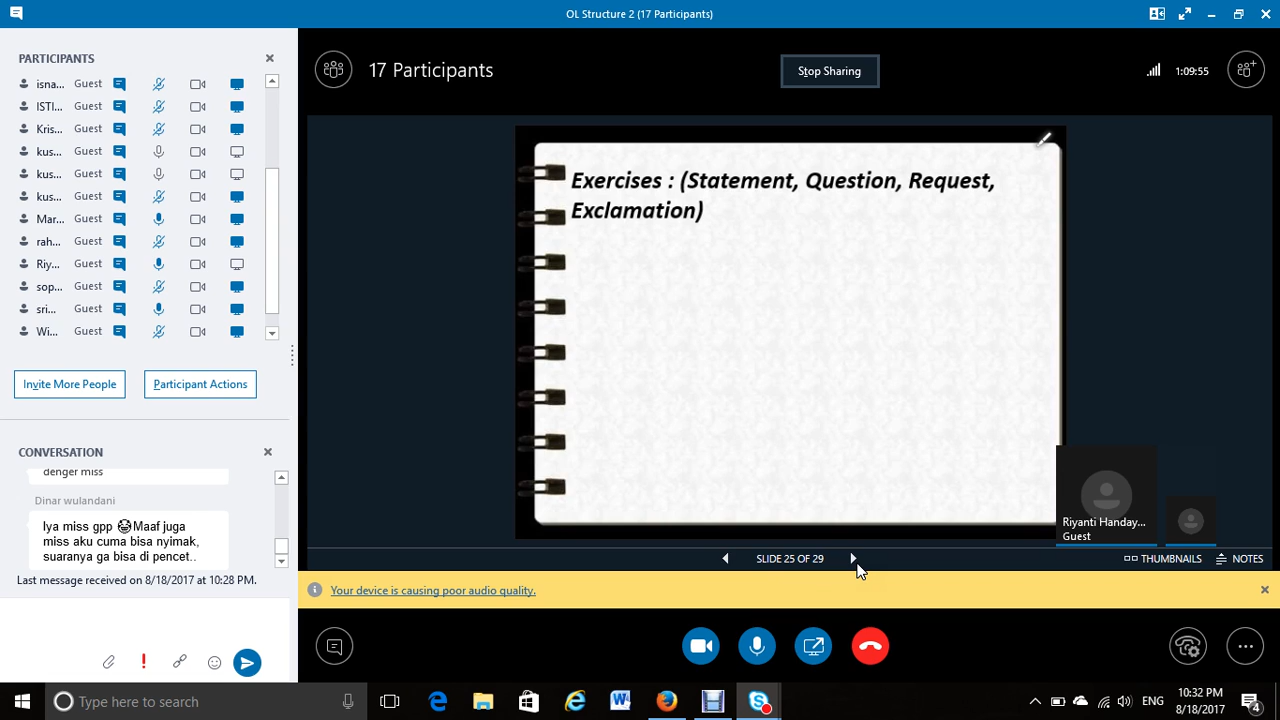 OL Structure 2 (17 Participants)
PARTICIPANTS
isna... Guest
ISTI... Guest
Kris... Guest
kus... Guest
kus... Guest
kus... Guest
Mar... Guest
rah... Guest
Riy... Guest
sop... Guest
sri... Guest
Wi... Guest
Invite More People
Participant Actions
CONVERSATION
denger miss
Dinar wulandani
Iya miss gpp 😰Maaf juga
miss aku cuma bisa nyimak,
suaranya ga bisa di pencet..
Last message received on 8/18/2017 at 10:28 PM.
17 Participants
Stop Sharing
1:09:55
Exercises : (Statement, Question, Request,
Exclamation)
Riyanti Handay...
Guest
SLIDE 25 OF 29
THUMBNAILS
NOTES
Your device is causing poor audio quality.
Type here to search
ENG
10:32 PM
8/18/2017
4